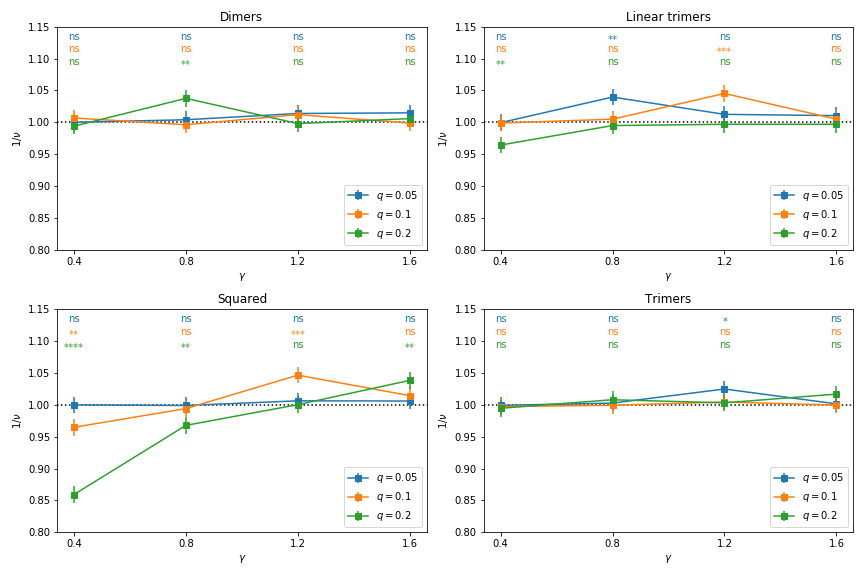 Dimers
1.15
1.10
1.05
1.00
0.95
0.90
0.85
0.80
1/ν
ns ns ns ns
ns ns ns ns
ns ** ns ns
q = 0.05
q = 0.1
q = 0.2
0.4 0.8 1.2 1.6
γ
Linear trimers
1.15
1.10
1.05
1.00
0.95
0.90
0.85
0.80
1/ν
ns ** ns ns
ns ns *** ns
** ns ns ns
q = 0.05
q = 0.1
q = 0.2
0.4 0.8 1.2 1.6
γ
Squared
1.15
1.10
1.05
1.00
0.95
0.90
0.85
0.80
1/ν
ns ns ns ns
** ns *** ns
**** ** ns **
q = 0.05
q = 0.1
q = 0.2
0.4 0.8 1.2 1.6
γ
Trimers
1.15
1.10
1.05
1.00
0.95
0.90
0.85
0.80
1/ν
ns ns * ns
ns ns ns ns
ns ns ns ns
q = 0.05
q = 0.1
q = 0.2
0.4 0.8 1.2 1.6
γ